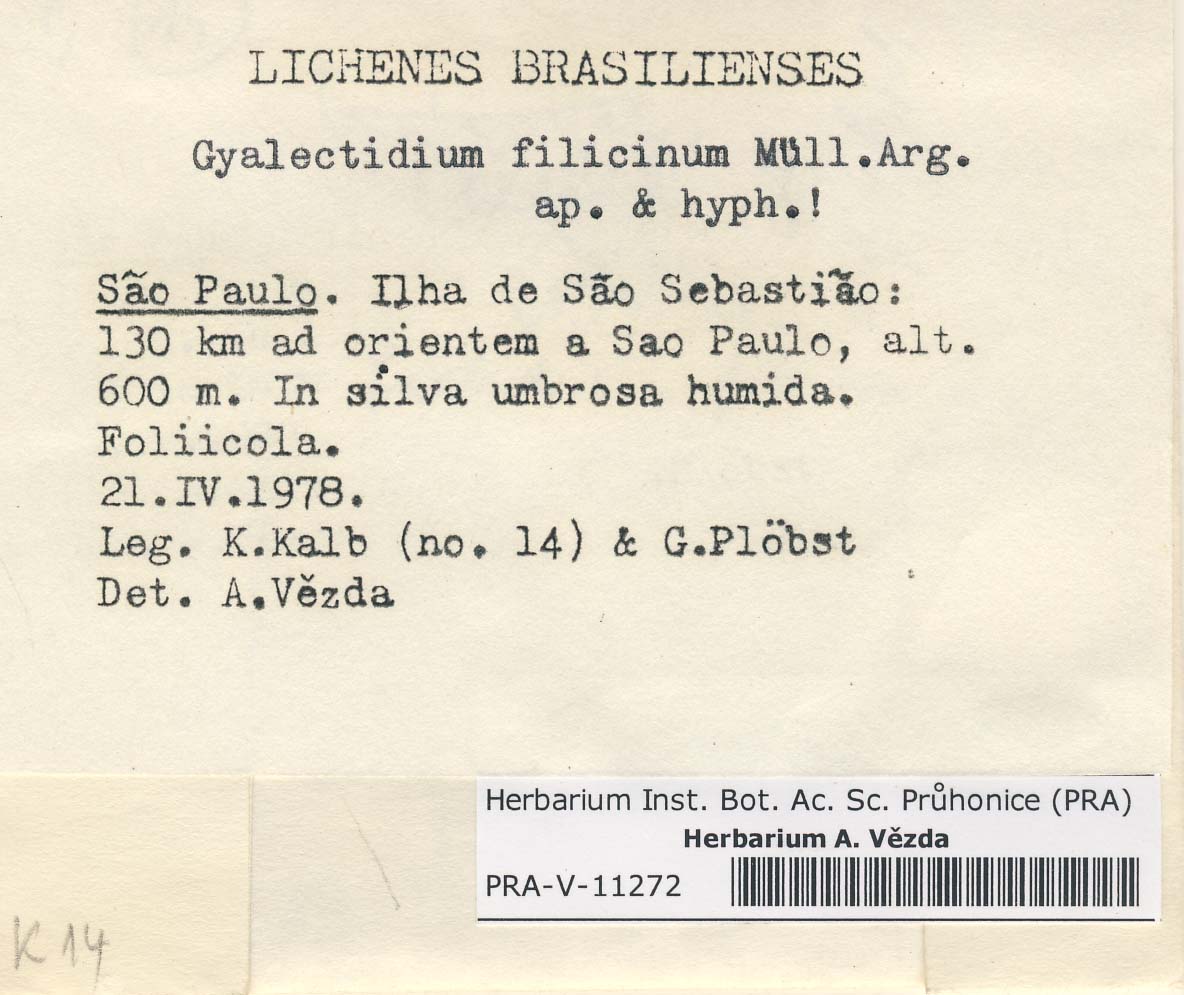 LICHENES BRASILIENSES
Gyalectidium filicinum Müll.Arg.
ap. & hyph.!
São Paulo. Ilha de São Sebastião:
130 km ad orientem a Sao Paulo, alt.
600 m. In silva umbrosa humida.
Foliicola.
21.IV.1978.
Leg. K.Kalb (no. 14) & G.Plöbst
Det. A.Vězda
Herbarium Inst. Bot. Ac. Sc. Průhonice (PRA)
Herbarium A. Vězda
PRA-V-11272
K 14